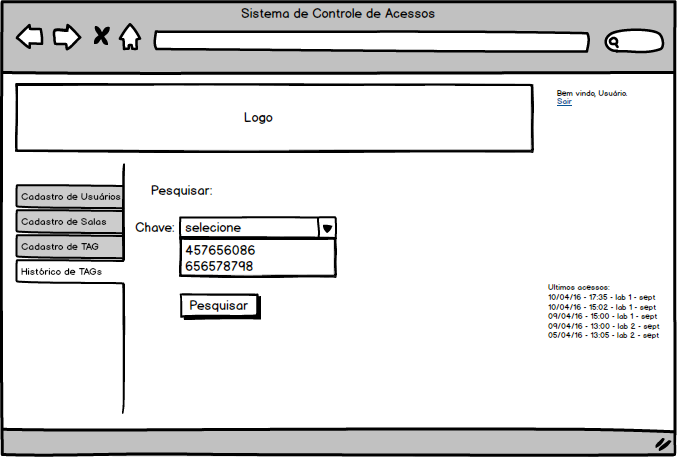 Sistema de Controle de Acessos
Bem vindo, Usuário.
Sair
Logo
Cadastro de Usuários
Cadastro de Salas
Cadastro de TAG
Histórico de TAGs
Pesquisar:
Chave:
selecione
457656086
656578798
Pesquisar
Ultimos acessos:
10/04/16 - 17:35 - lab 1 - sept
10/04/16 - 15:02 - lab 1 - sept
09/04/16 - 15:00 - lab 1 - sept
09/04/16 - 13:00 - lab 2 - sept
05/04/16 - 13:05 - lab 2 - sept